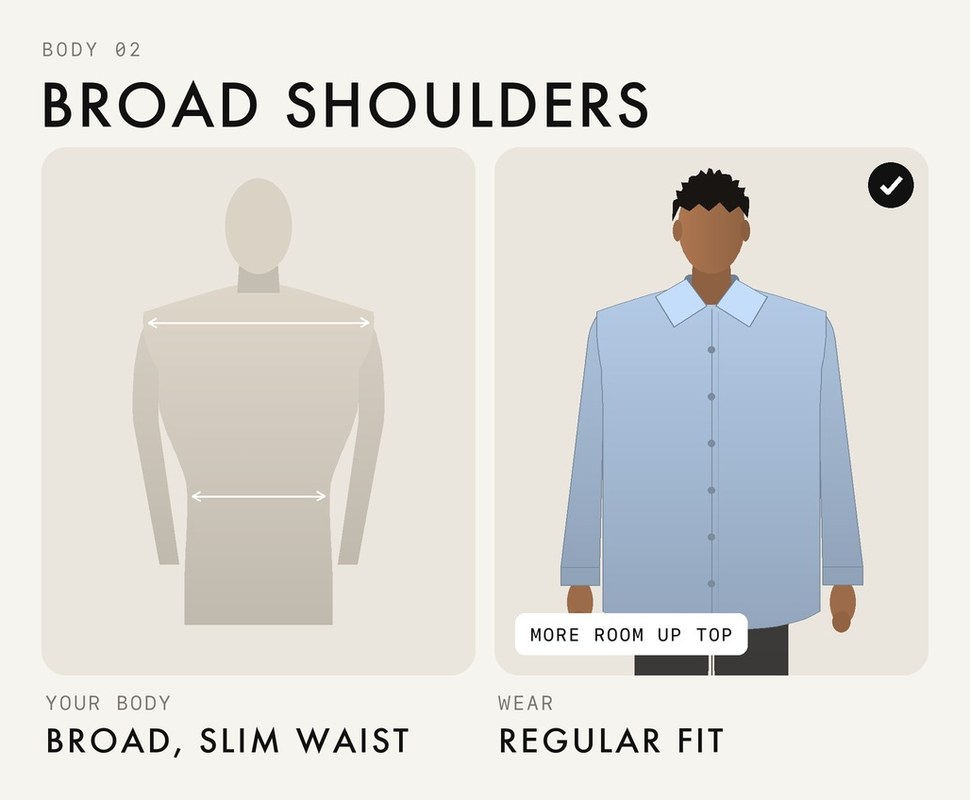 BODY 02
BROAD SHOULDERS
MORE ROOM UP TOP
YOUR BODY
BROAD, SLIM WAIST
WEAR
REGULAR FIT